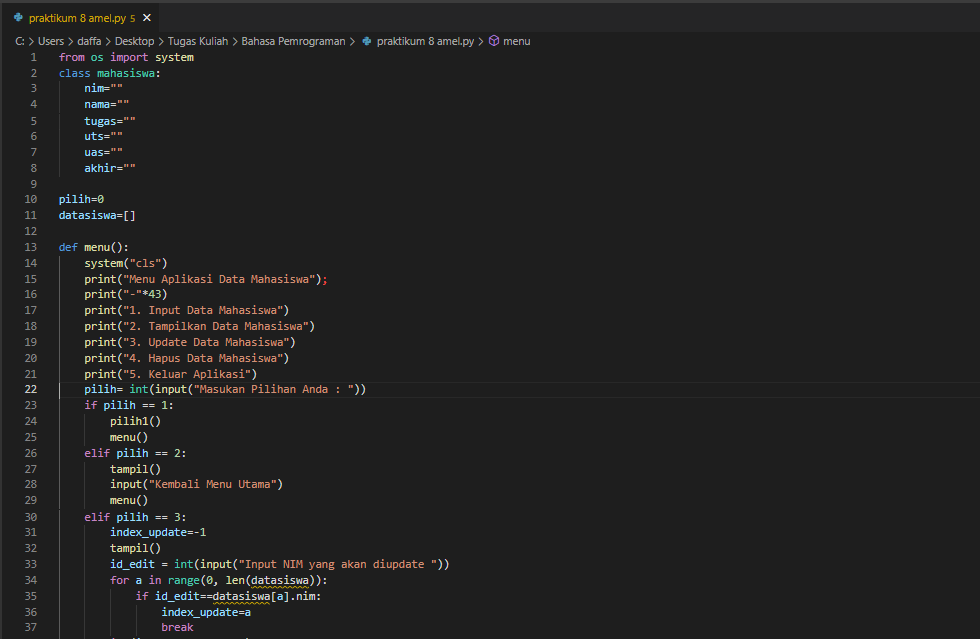 praktikum 8 amel.py 5 ×
C: > Users > daffa > Desktop > Tugas Kuliah > Bahasa Pemrograman > praktikum 8 amel.py > menu
1 from os import system
2 class mahasiswa:
3     nim=""
4     nama=""
5     tugas=""
6     uts=""
7     uas=""
8     akhir=""
9
10 pilih=0
11 datasiswa=[]
12
13 def menu():
14     system("cls")
15     print("Menu Aplikasi Data Mahasiswa");
16     print("-"*43)
17     print("1. Input Data Mahasiswa")
18     print("2. Tampilkan Data Mahasiswa")
19     print("3. Update Data Mahasiswa")
20     print("4. Hapus Data Mahasiswa")
21     print("5. Keluar Aplikasi")
22     pilih= int(input("Masukan Pilihan Anda : "))
23     if pilih == 1:
24         pilih1()
25         menu()
26     elif pilih == 2:
27         tampil()
28         input("Kembali Menu Utama")
29         menu()
30     elif pilih == 3:
31         index_update=-1
32         tampil()
33         id_edit = int(input("Input NIM yang akan diupdate "))
34         for a in range(0, len(datasiswa)):
35             if id_edit==datasiswa[a].nim:
36                 index_update=a
37                 break